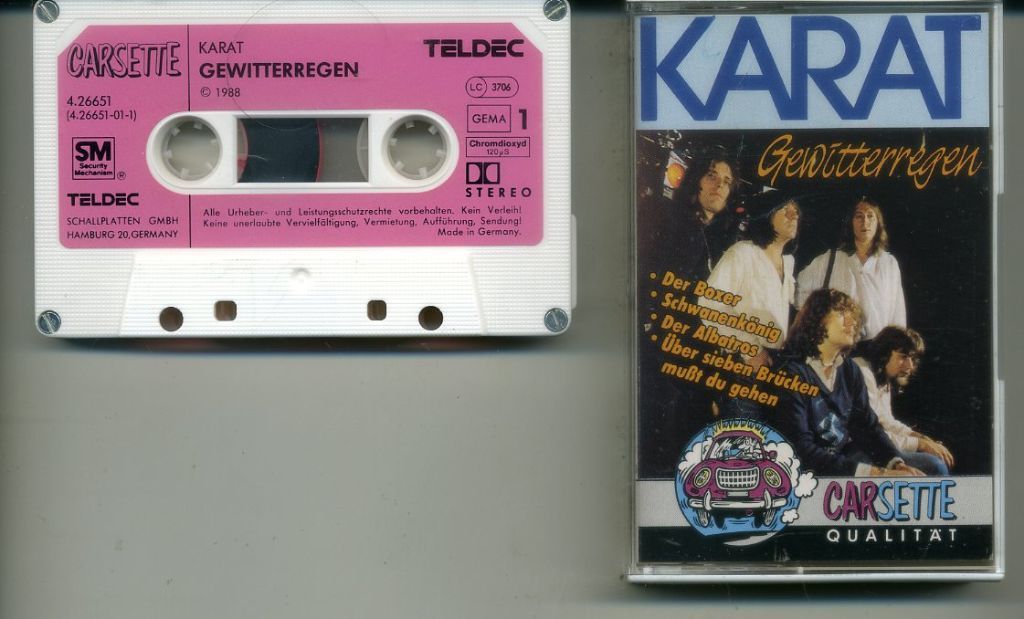 CARSETTE
KARAT
GEWITTERREGEN
℗ 1988
TELDEC
4.26651
(4.26651-01-1)
LC 3706
GEMA 1
SM
Security
Mechanism ®
Chromdioxyd
120 µS
STEREO
TELDEC
SCHALLPLATTEN GMBH
HAMBURG 20, GERMANY
Alle Urheber- und Leistungsschutzrechte vorbehalten. Kein Verleih!
Keine unerlaubte Vervielfältigung, Vermietung, Aufführung, Sendung!
Made in Germany.
KARAT
Gewitterregen
• Der Boxer
• Schwanenkönig
• Der Albatros
• Über sieben Brücken
mußt du gehen
CARSETTE
QUALITÄT